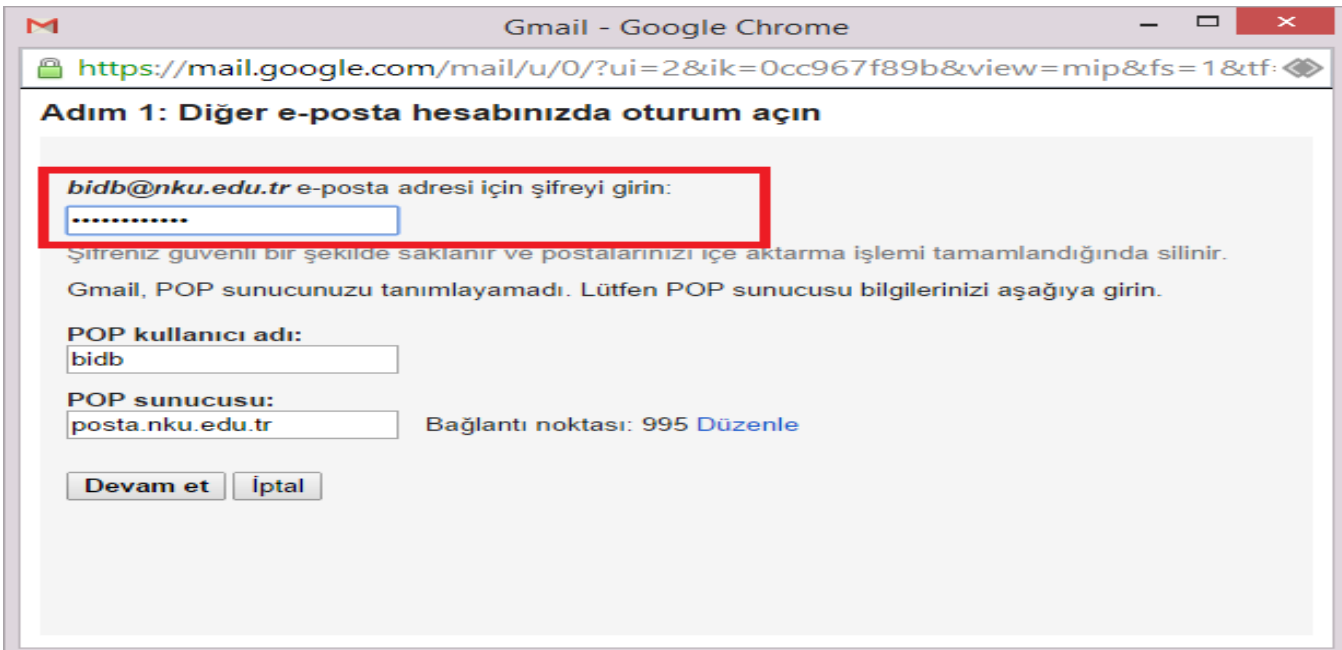 Gmail - Google Chrome
https://mail.google.com/mail/u/0/?ui=2&ik=0cc967f89b&view=mip&fs=1&tf=
Adım 1: Diğer e-posta hesabınızda oturum açın
bidb@nku.edu.tr e-posta adresi için şifreyi girin:
••••••••••••
Şifreniz güvenli bir şekilde saklanır ve postalarınızı içe aktarma işlemi tamamlandığında silinir.
Gmail, POP sunucunuzu tanımlayamadı. Lütfen POP sunucusu bilgilerinizi aşağıya girin.
POP kullanıcı adı:
bidb
POP sunucusu:
posta.nku.edu.tr Bağlantı noktası: 995 Düzenle
Devam et İptal